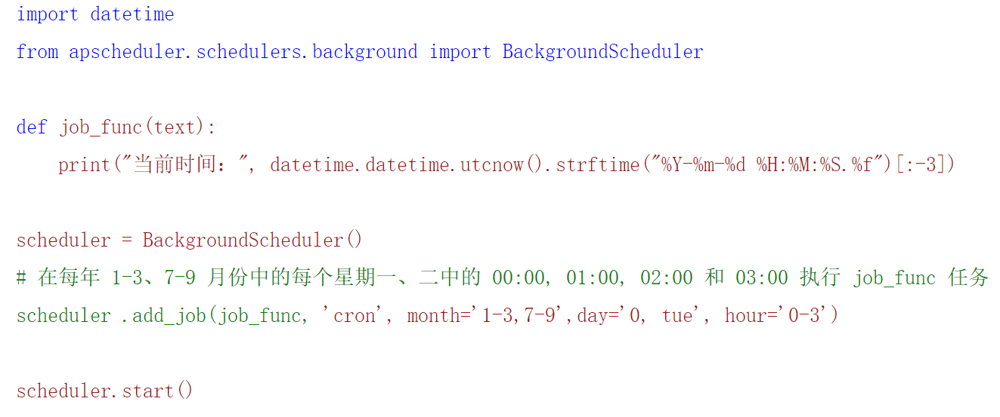 import datetime
from apscheduler.schedulers.background import BackgroundScheduler
def job_func(text):
print("当前时间：", datetime.datetime.utcnow().strftime("%Y-%m-%d %H:%M:%S.%f")[:-3])
scheduler = BackgroundScheduler()
# 在每年 1-3、7-9 月份中的每个星期一、二中的 00:00, 01:00, 02:00 和 03:00 执行 job_func 任务
scheduler .add_job(job_func, 'cron', month='1-3,7-9',day='0, tue', hour='0-3')
scheduler.start()